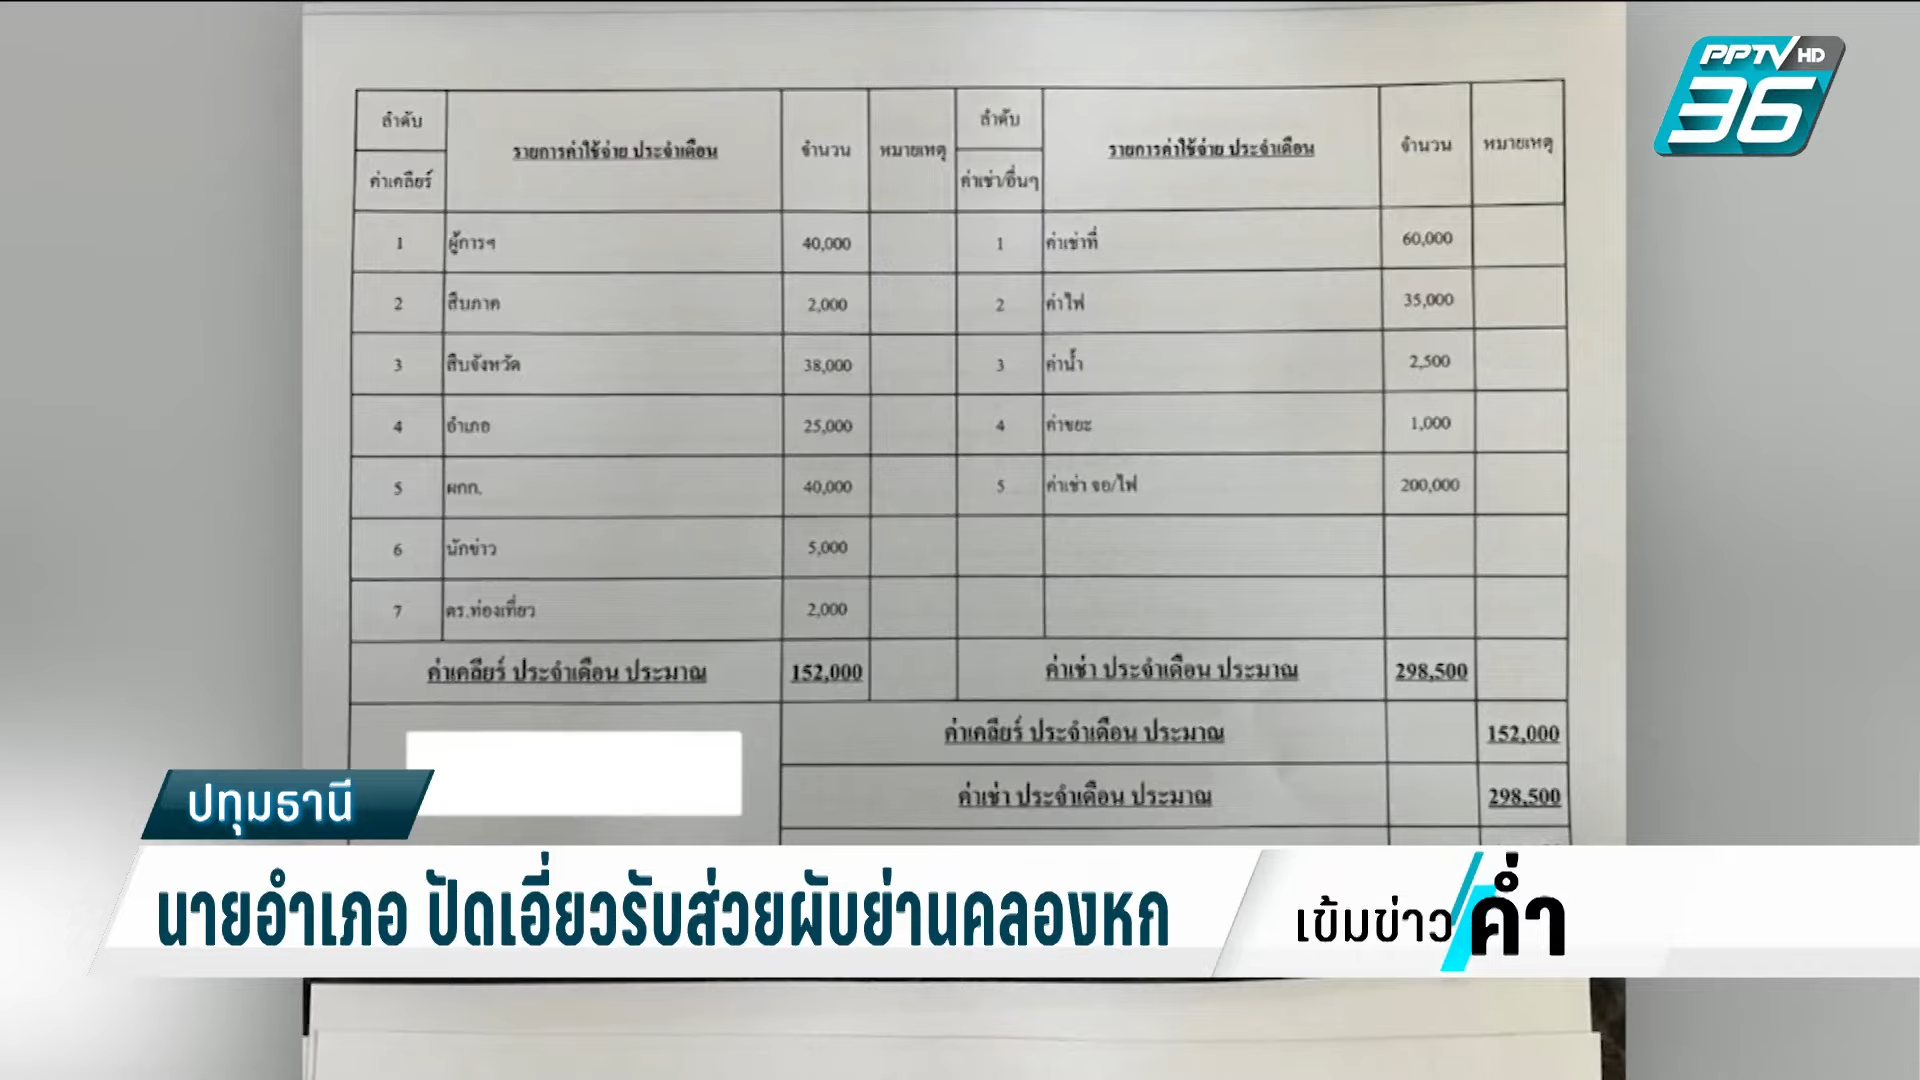 PPTV HD
36
ลำดับ รายการค่าใช้จ่าย ประจำเดือน จำนวน หมายเหตุ ลำดับ รายการค่าใช้จ่าย ประจำเดือน จำนวน หมายเหตุ
ค่าเคลียร์ ค่าเช่า/อื่นๆ
1 ผู้การฯ 40,000 1 ค่าเช่าที่ 60,000
2 สืบภาค 2,000 2 ค่าไฟ 35,000
3 สืบจังหวัด 38,000 3 ค่าน้ำ 2,500
4 อำเภอ 25,000 4 ค่าขยะ 1,000
5 ผกก. 40,000 5 ค่าเช่า จอ/ไฟ 200,000
6 นักข่าว 5,000
7 ตร.ท่องเที่ยว 2,000
ค่าเคลียร์ ประจำเดือน ประมาณ 152,000 ค่าเช่า ประจำเดือน ประมาณ 298,500
ค่าเคลียร์ ประจำเดือน ประมาณ 152,000
ค่าเช่า ประจำเดือน ประมาณ 298,500
ปทุมธานี
นายอำเภอ ปัดเอี่ยวรับส่วยผับย่านคลองหก
เข้มข่าวค่ำ